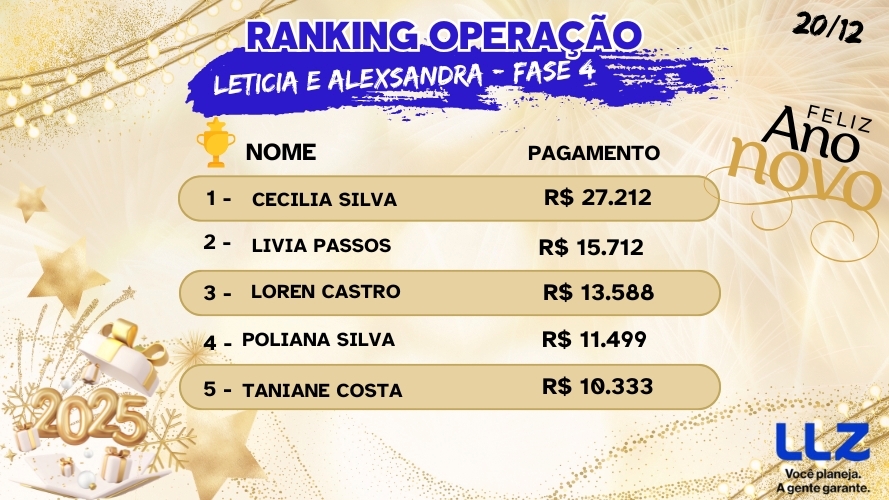 RANKING OPERAÇÃO
20/12
LETICIA E ALEXSANDRA - FASE 4
FELIZ
Ano
novo
NOME PAGAMENTO
1 - CECILIA SILVA R$ 27.212
2 - LIVIA PASSOS R$ 15.712
3 - LOREN CASTRO R$ 13.588
4 - POLIANA SILVA R$ 11.499
5 - TANIANE COSTA R$ 10.333
2025
LLZ
Você planeja.
A gente garante.